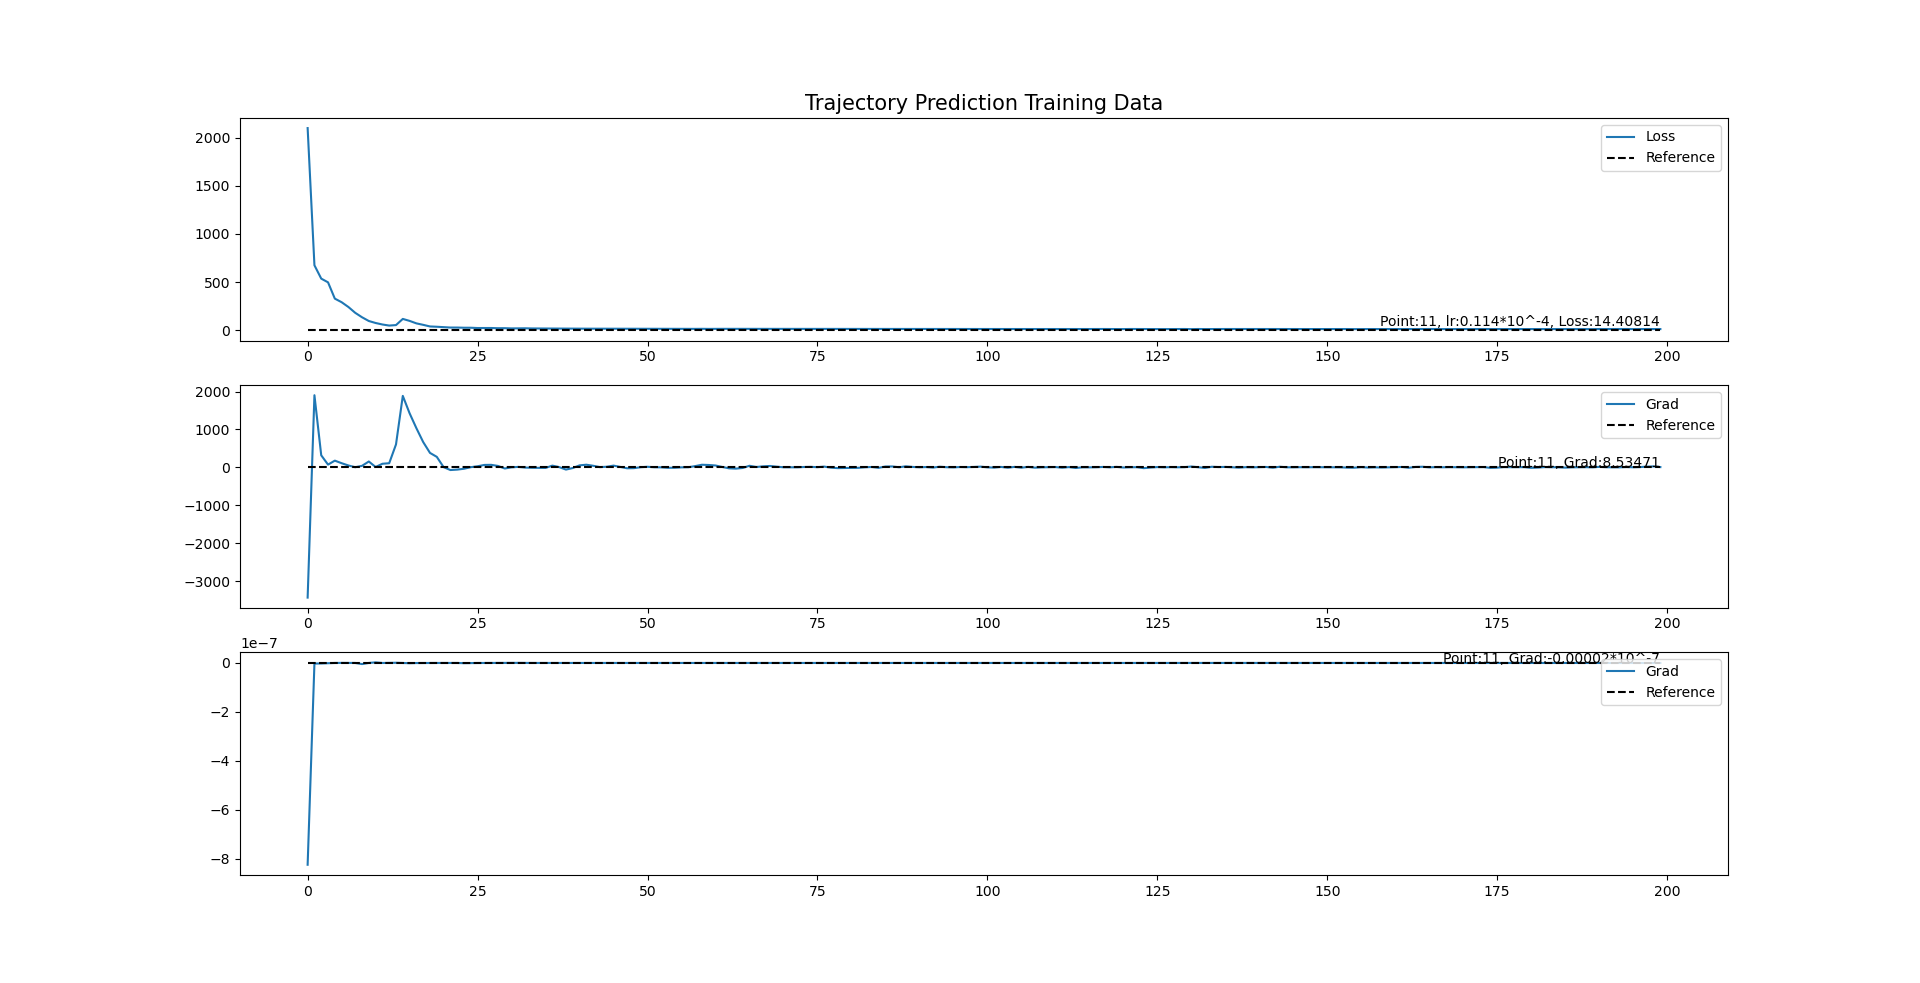 Trajectory Prediction Training Data
2000
1500
1000
500
0
Loss
Reference
Point:11, lr:0.114*10^-4, Loss:14.40814
0 25 50 75 100 125 150 175 200
2000
1000
0
−1000
−2000
−3000
Grad
Reference
Point:11, Grad:8.53471
0 25 50 75 100 125 150 175 200
1e−7
0
−2
−4
−6
−8
Point:11, Grad:-0.00002*10^-7
Grad
Reference
0 25 50 75 100 125 150 175 200